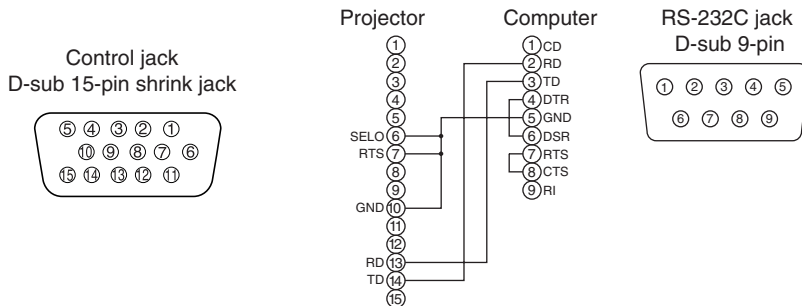 Control jack
D-sub 15-pin shrink jack
⑤ ④ ③ ② ①
⑩ ⑨ ⑧ ⑦ ⑥
⑮ ⑭ ⑬ ⑫ ⑪
Projector
①
②
③
④
⑤
SELO ⑥
RTS ⑦
⑧
⑨
GND ⑩
⑪
⑫
RD ⑬
TD ⑭
⑮
Computer
① CD
② RD
③ TD
④ DTR
⑤ GND
⑥ DSR
⑦ RTS
⑧ CTS
⑨ RI
RS-232C jack
D-sub 9-pin
① ② ③ ④ ⑤
⑥ ⑦ ⑧ ⑨